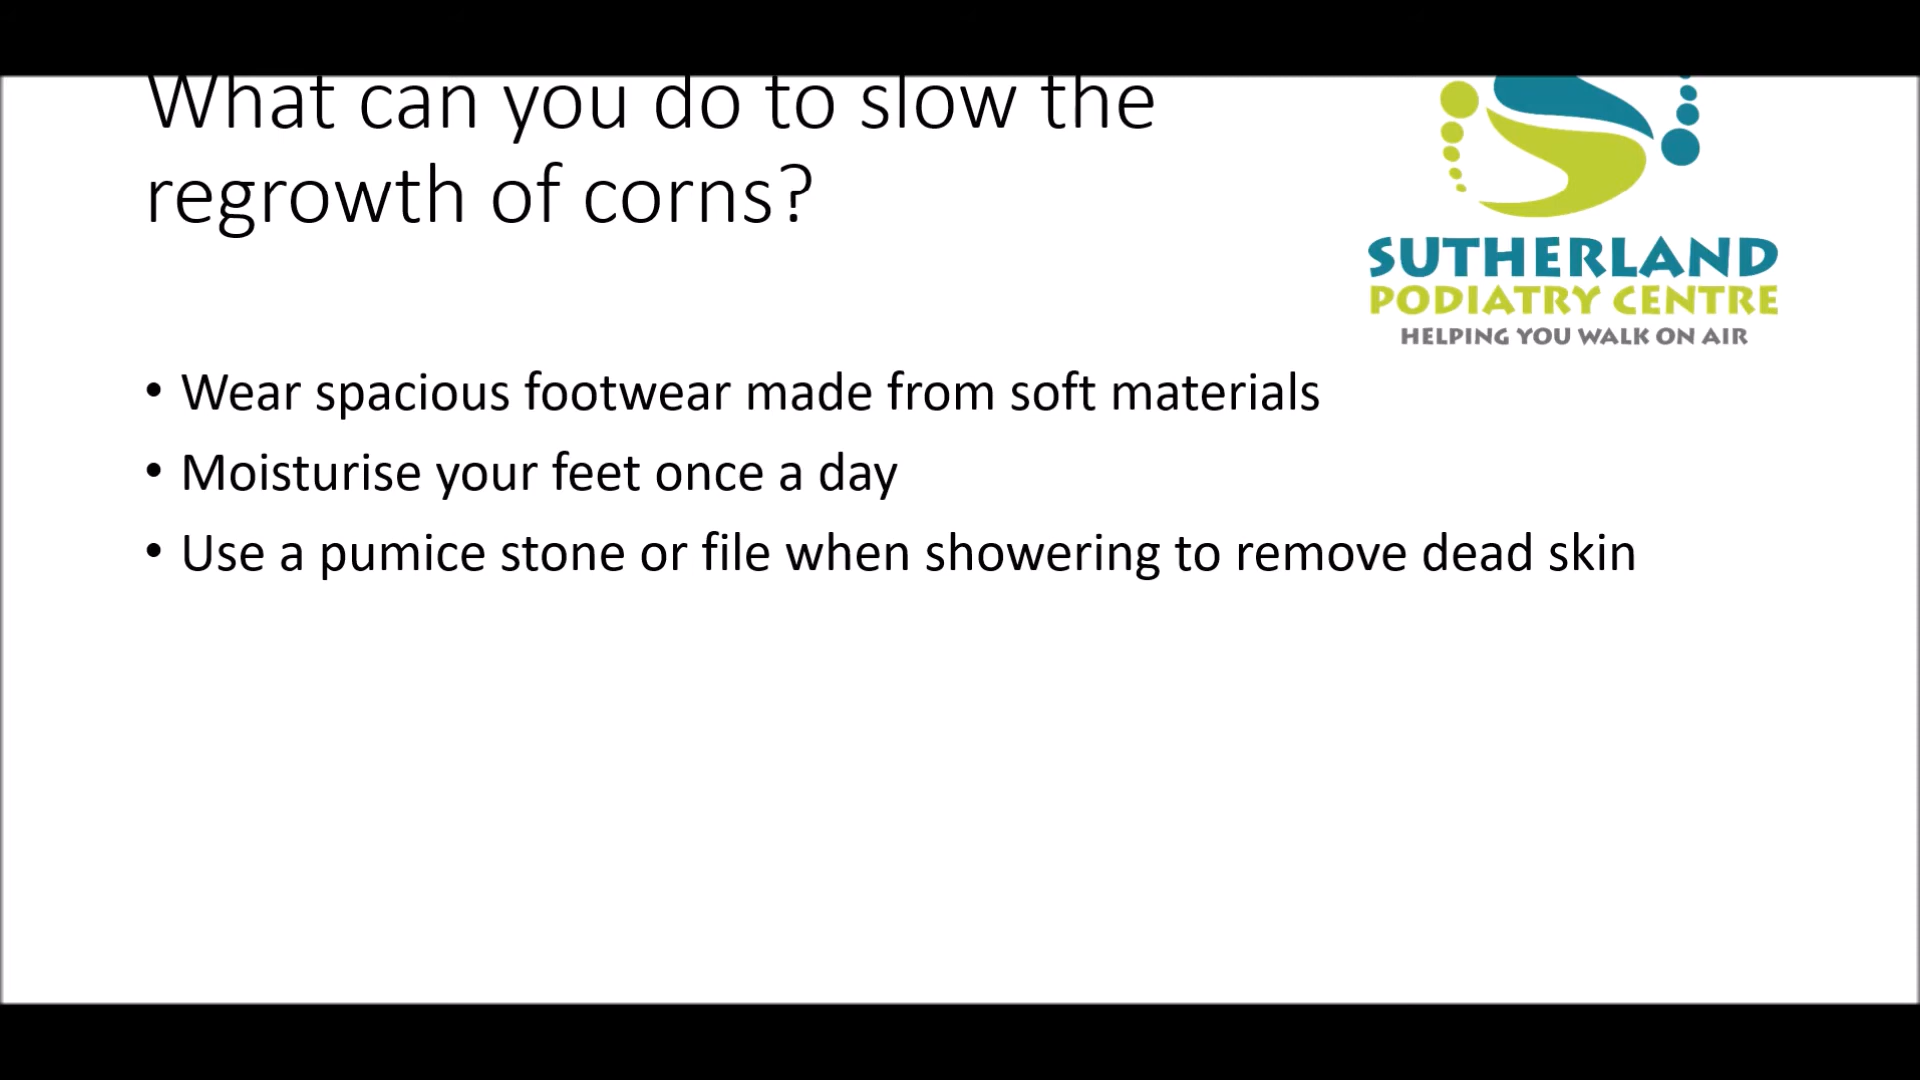 What can you do to slow the
regrowth of corns?
SUTHERLAND
PODIATRY CENTRE
HELPING YOU WALK ON AIR
• Wear spacious footwear made from soft materials
• Moisturise your feet once a day
• Use a pumice stone or file when showering to remove dead skin